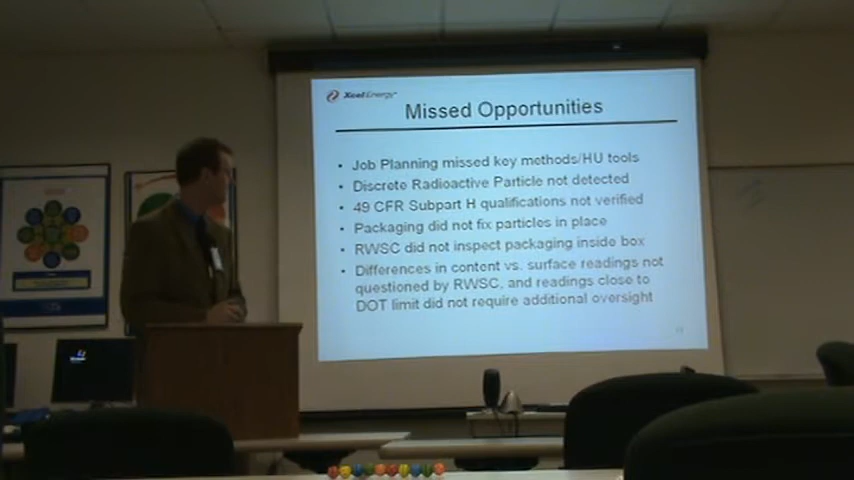 Xcel Energy
Missed Opportunities
• Job Planning missed key methods/HU tools
• Discrete Radioactive Particle not detected
• 49 CFR Subpart H qualifications not verified
• Packaging did not fix particles in place
• RWSC did not inspect packaging inside box
• Differences in content vs. surface readings not
questioned by RWSC, and readings close to
DOT limit did not require additional oversight